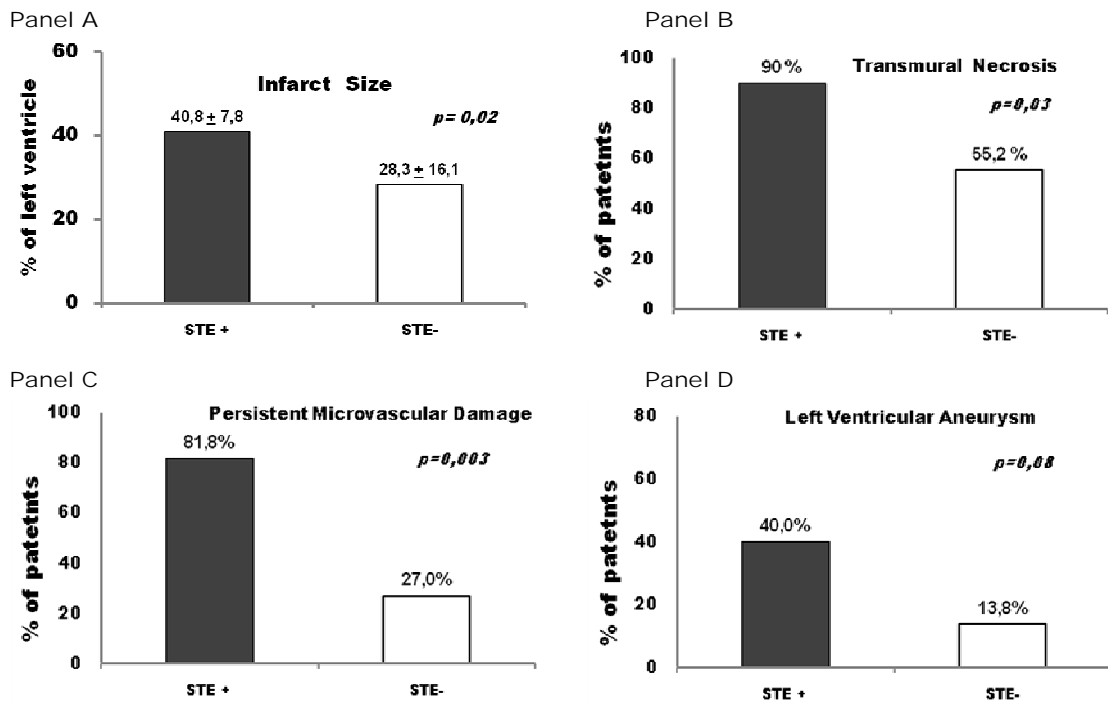 Panel A
60
Infarct Size
40,8 ± 7,8
p= 0,02
40
28,3 ± 16,1
20
0
% of left ventricle
STE +
STE-
Panel B
100
90 %
Transmural Necrosis
p=0,03
80
60
55,2 %
40
20
0
% of patetnts
STE +
STE-
Panel C
100
Persistent Microvascular Damage
81,8%
p=0,003
80
60
40
27,0%
20
0
% of patetnts
STE +
STE-
Panel D
80
Left Ventricular Aneurysm
p=0,08
60
40,0%
40
20
13,8%
0
% of patetnts
STE +
STE-